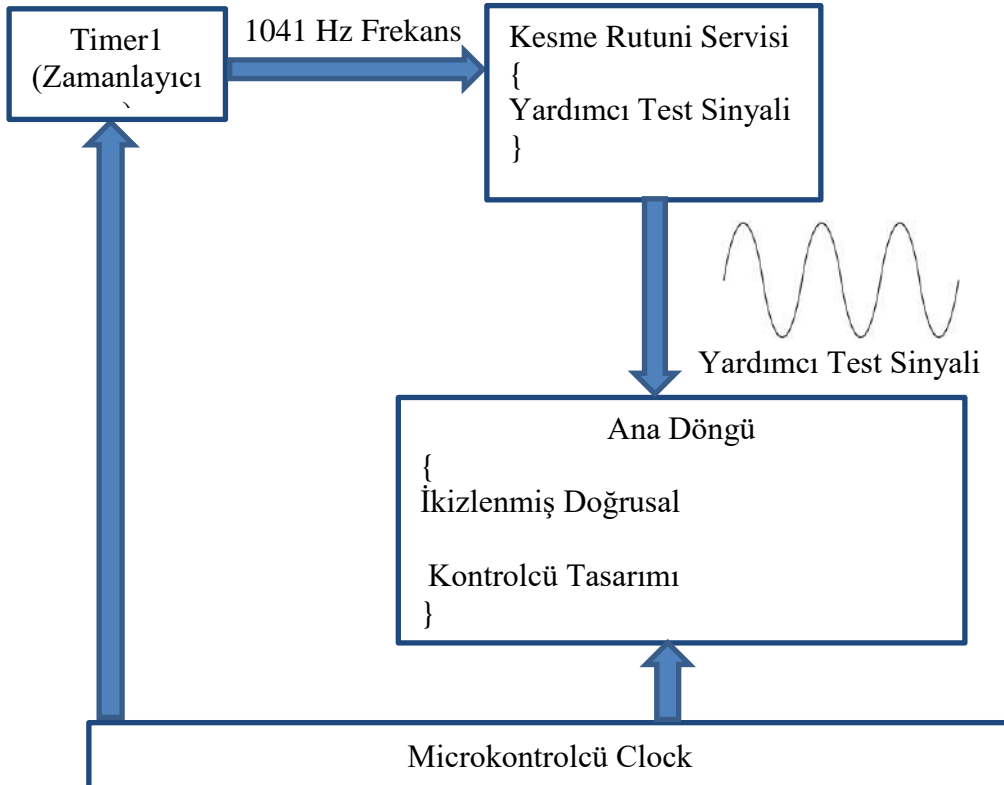 Timer1
(Zamanlayıcı
)
1041 Hz Frekans
Kesme Rutuni Servisi
{
Yardımcı Test Sinyali
}
Yardımcı Test Sinyali
Ana Döngü
{
İkizlenmiş Doğrusal
Kontrolcü Tasarımı
}
Microkontrolcü Clock